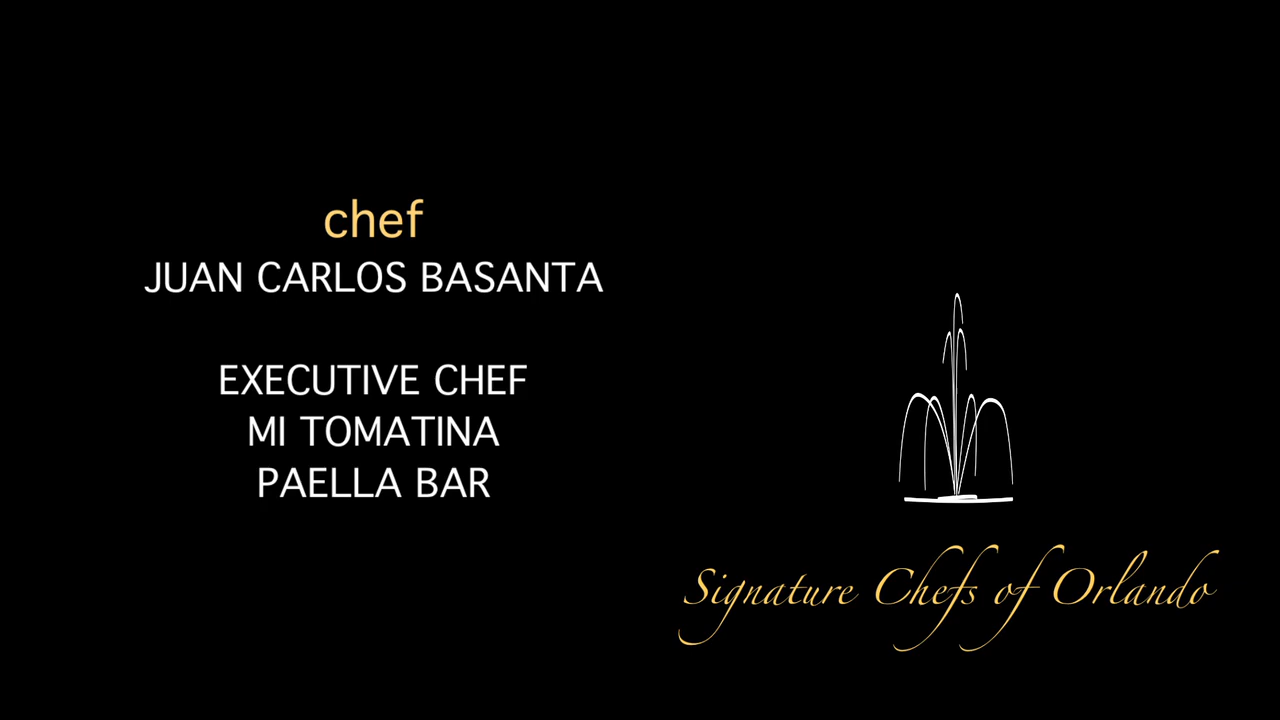 chef
JUAN CARLOS BASANTA
EXECUTIVE CHEF
MI TOMATINA
PAELLA BAR
Signature Chefs of Orlando